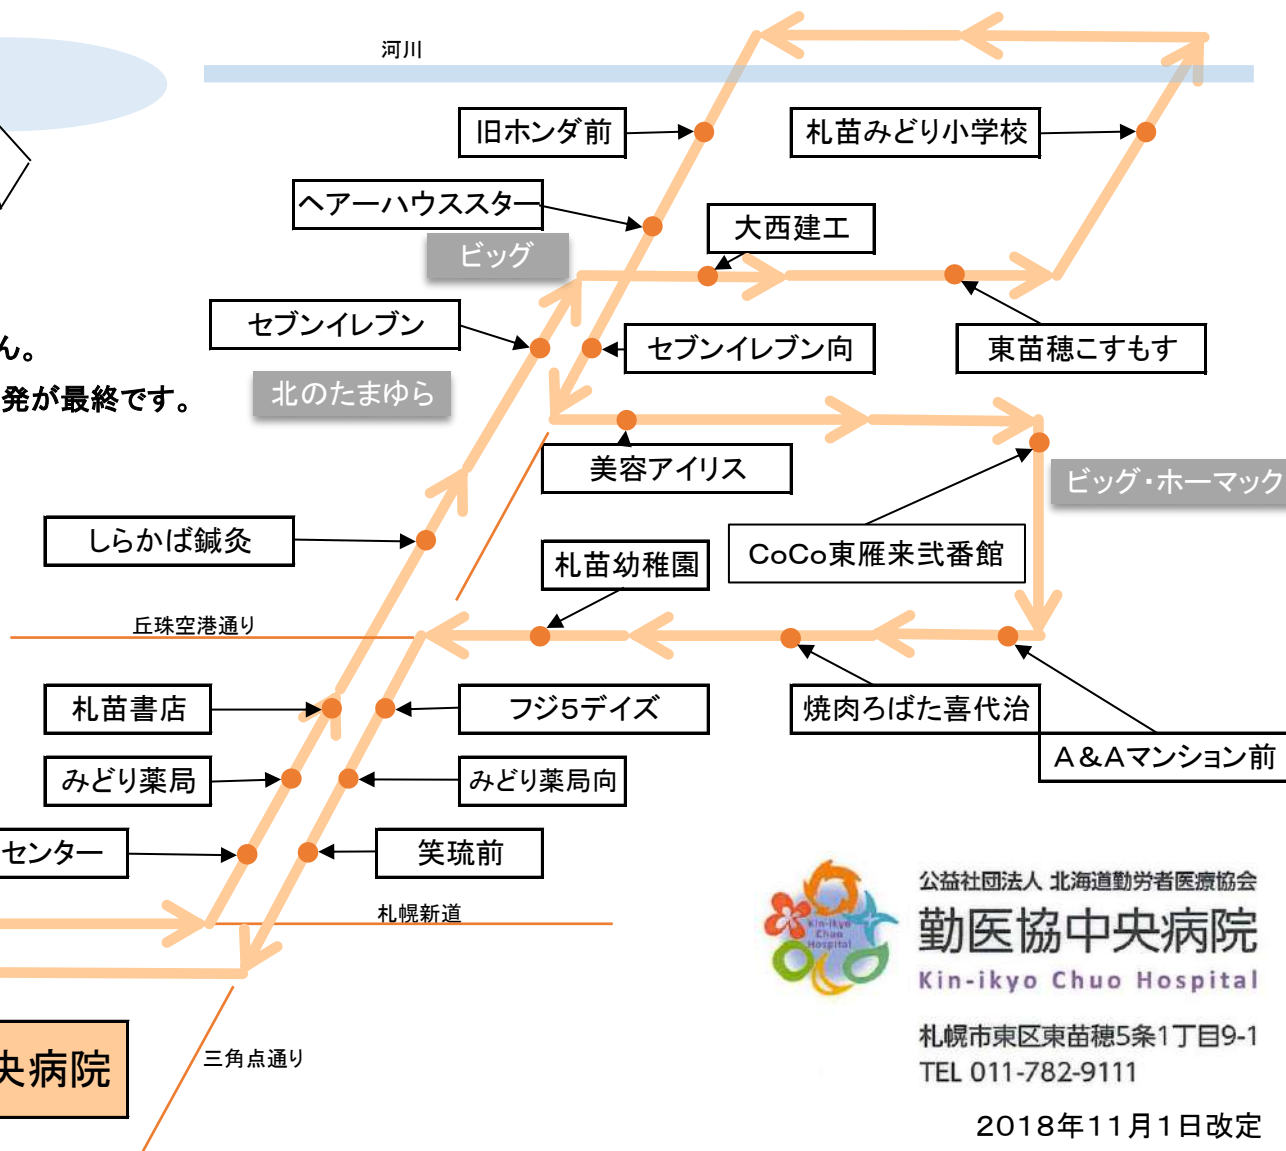 河川
旧ホンダ前
札苗みどり小学校
ヘアーハウススター
大西建工
ビッグ
セブンイレブン
セブンイレブン向
東苗穂こすもす
ん。
北のたまゆら
発が最終です。
美容アイリス
ビッグ・ホーマック
しらかば鍼灸
札苗幼稚園
CoCo東雁来弐番館
丘珠空港通り
札苗書店
フジ5デイズ
焼肉ろばた喜代治
みどり薬局
みどり薬局向
A&Aマンション前
センター
笑琉前
札幌新道
公益社団法人 北海道勤労者医療協会
Kin-ikyo
Chuo
Hospital
勤医協中央病院
Kin-ikyo Chuo Hospital
札幌市東区東苗穂5条1丁目9-1
央病院
三角点通り
TEL 011-782-9111
2018年11月1日改定